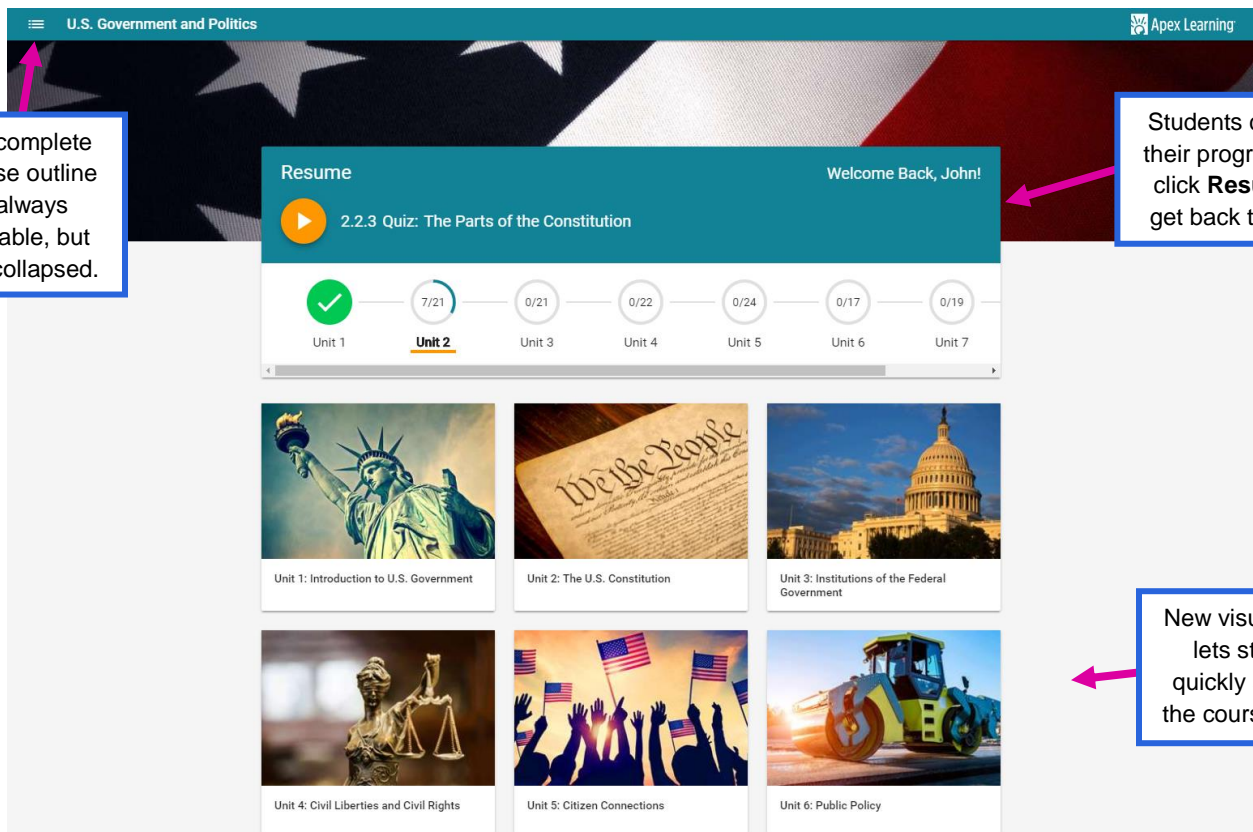 U.S. Government and Politics
Apex Learning
complete
se outline
always
able, but
collapsed.
Students
their progr
click Resu
get back t
Resume
Welcome Back, John!
2.2.3 Quiz: The Parts of the Constitution
7/21
0/21
0/22
0/24
0/17
0/19
Unit 1
Unit 2
Unit 3
Unit 4
Unit 5
Unit 6
Unit 7
We the People
Unit 1: Introduction to U.S. Government
Unit 2: The U.S. Constitution
Unit 3: Institutions of the Federal
Government
New visu
lets st
quickly
the cours
Unit 4: Civil Liberties and Civil Rights
Unit 5: Citizen Connections
Unit 6: Public Policy